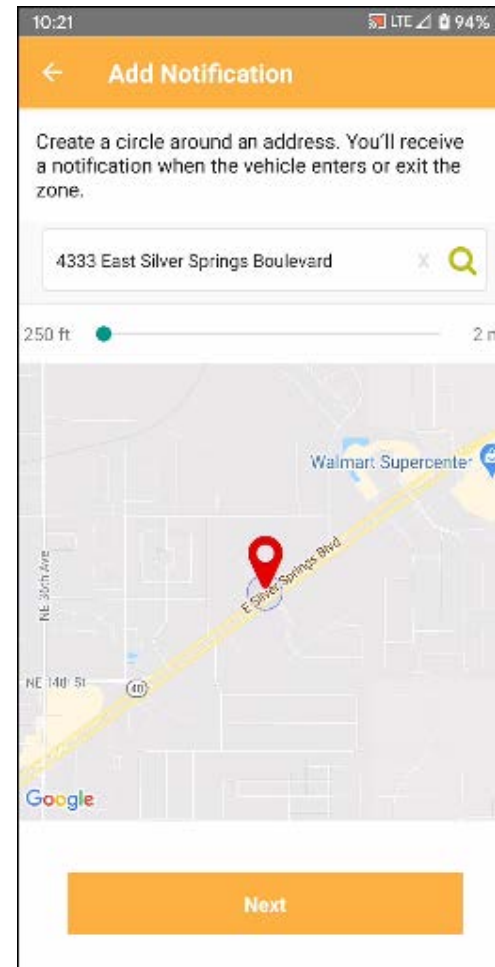 10:21 LTE 94%
Add Notification
Create a circle around an address. You'll receive
a notification when the vehicle enters or exit the
zone.
4333 East Silver Springs Boulevard X
250 ft 2 m
Walmart Supercenter
E Silver Springs Blvd
NE 36th Ave
NE 14th St
40
Google
Next